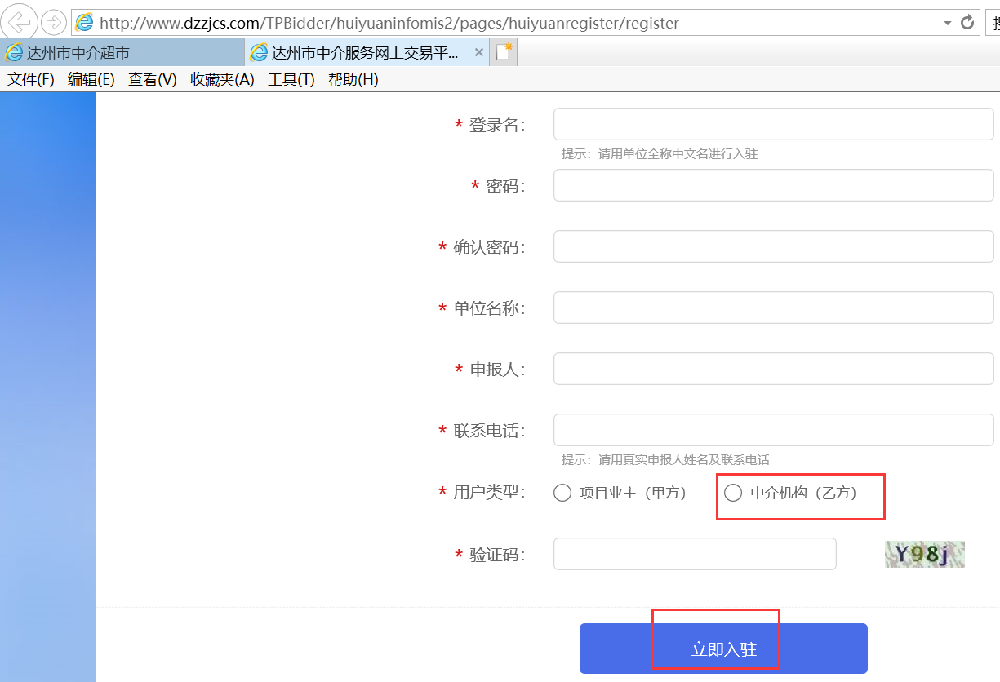 http://www.dzzjcs.com/TPBidder/huiyuaninfomis2/pages/huiyuanregister/register
达州市中介超市
达州市中介服务网上交易平...
文件(F) 编辑(E) 查看(V) 收藏夹(A) 工具(T) 帮助(H)
* 登录名：
提示：请用单位全称中文名进行入驻
* 密码：
* 确认密码：
* 单位名称：
* 申报人：
* 联系电话：
提示：请用真实申报人姓名及联系电话
* 用户类型： 项目业主（甲方） 中介机构（乙方）
* 验证码： Y98j
立即入驻